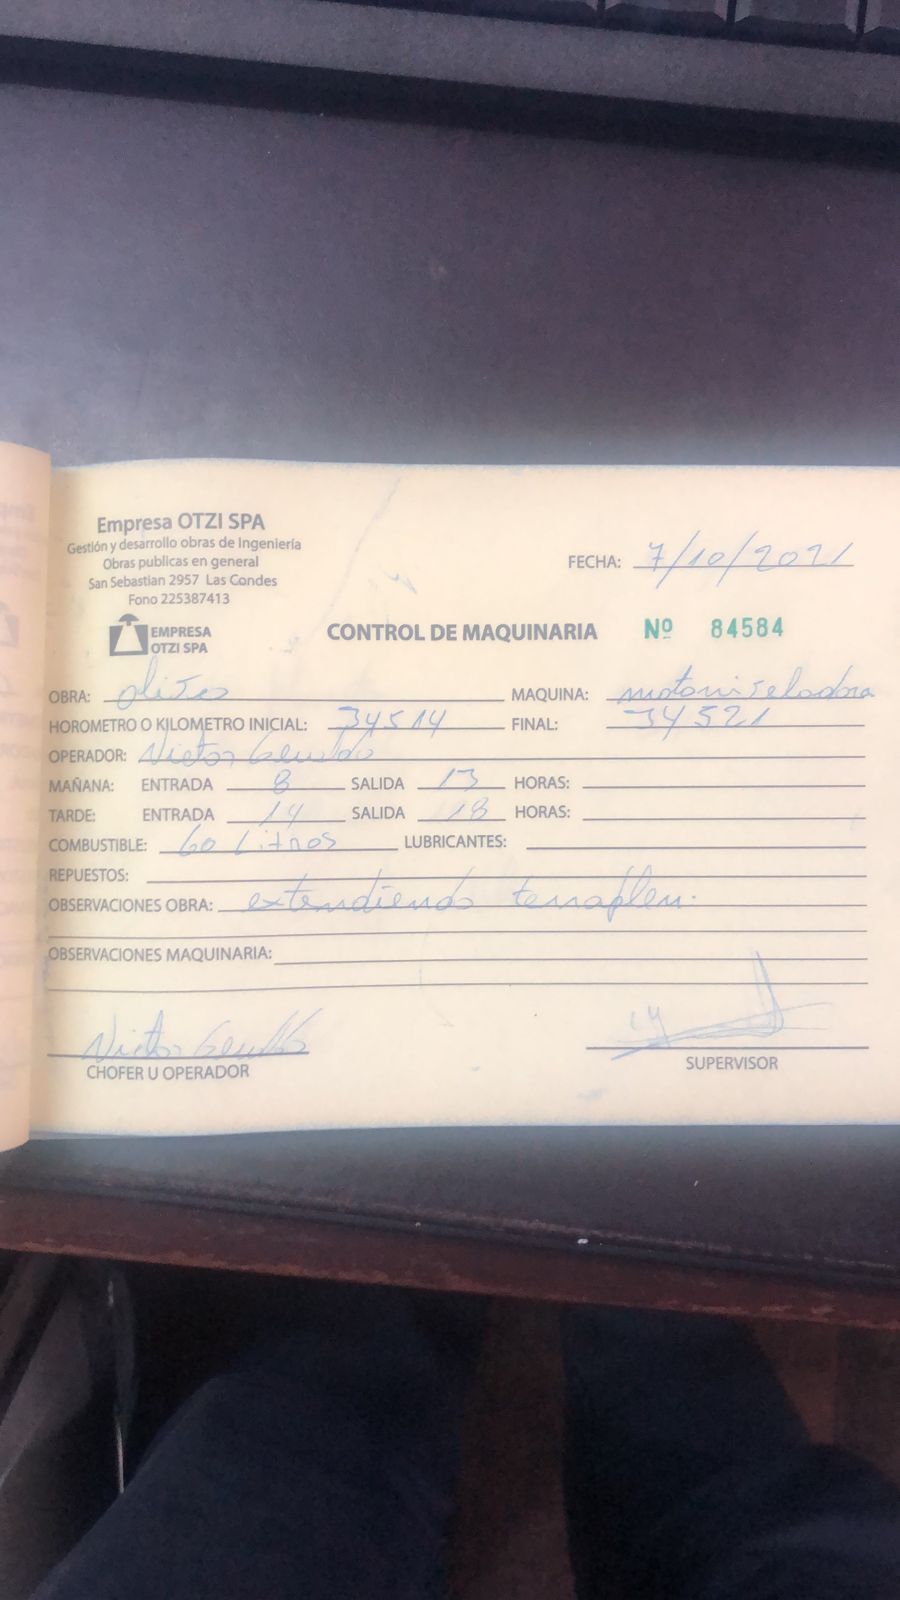 Empresa OTZI SPA
Gestión y desarrollo obras de Ingeniería
Obras publicas en general
San Sebastian 2957 Las Condes
Fono 225387413
FECHA: 7/10/2021
EMPRESA
OTZI SPA
CONTROL DE MAQUINARIA Nº 84584
OBRA: MAQUINA: motoniveladora
HOROMETRO O KILOMETRO INICIAL: 34514 FINAL: 34521
OPERADOR: Victor
MAÑANA: ENTRADA 8 SALIDA 13 HORAS:
TARDE: ENTRADA 14 SALIDA 18 HORAS:
COMBUSTIBLE: 60 Litros LUBRICANTES:
REPUESTOS:
OBSERVACIONES OBRA: extendiendo terraplen.
OBSERVACIONES MAQUINARIA:
Victor
CHOFER U OPERADOR
SUPERVISOR